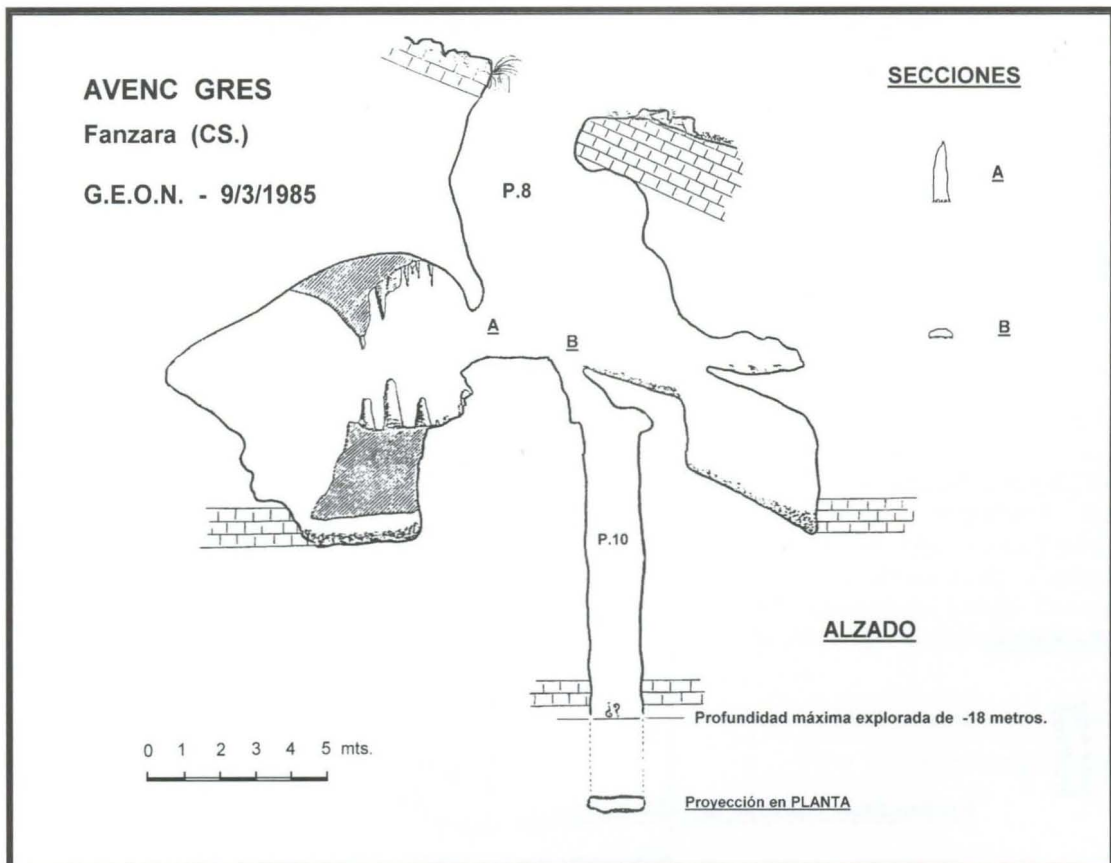 AVENC GRES
Fanzara (CS.)
G.E.O.N. - 9/3/1985
SECCIONES
A
B
P.8
A
B
P.10
ALZADO
¿?
Profundidad máxima explorada de -18 metros.
0 1 2 3 4 5 mts.
Proyección en PLANTA